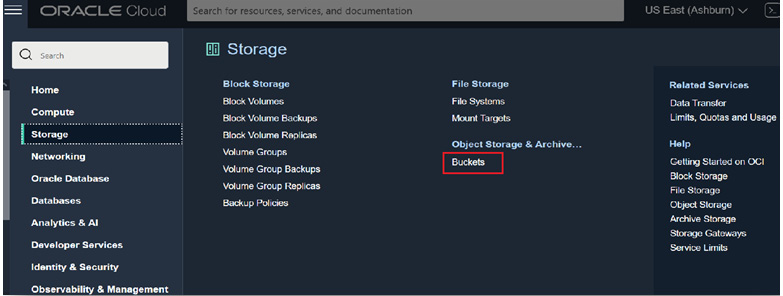 ORACLE Cloud
Search for resources, services, and documentation
US East (Ashburn)
Search
Home
Compute
Storage
Networking
Oracle Database
Databases
Analytics & AI
Developer Services
Identity & Security
Observability & Management
Storage
Block Storage
Block Volumes
Block Volume Backups
Block Volume Replicas
Volume Groups
Volume Group Backups
Volume Group Replicas
Backup Policies
File Storage
File Systems
Mount Targets
Object Storage & Archive...
Buckets
Related Services
Data Transfer
Limits, Quotas and Usage
Help
Getting Started on OCI
Block Storage
File Storage
Object Storage
Archive Storage
Storage Gateways
Service Limits